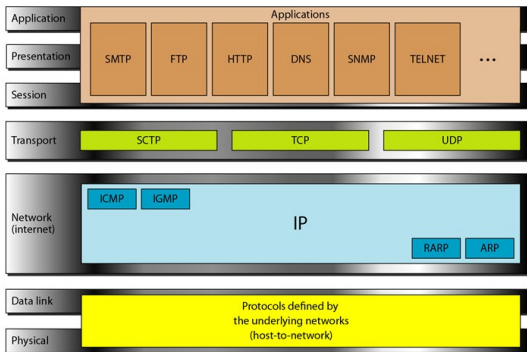 Application
Applications
Presentation
SMTP FTP HTTP DNS SNMP TELNET ...
Session
Transport
SCTP TCP UDP
Network
(internet)
ICMP IGMP
IP
RARP ARP
Data link
Protocols defined by
the underlying networks
(host-to-network)
Physical